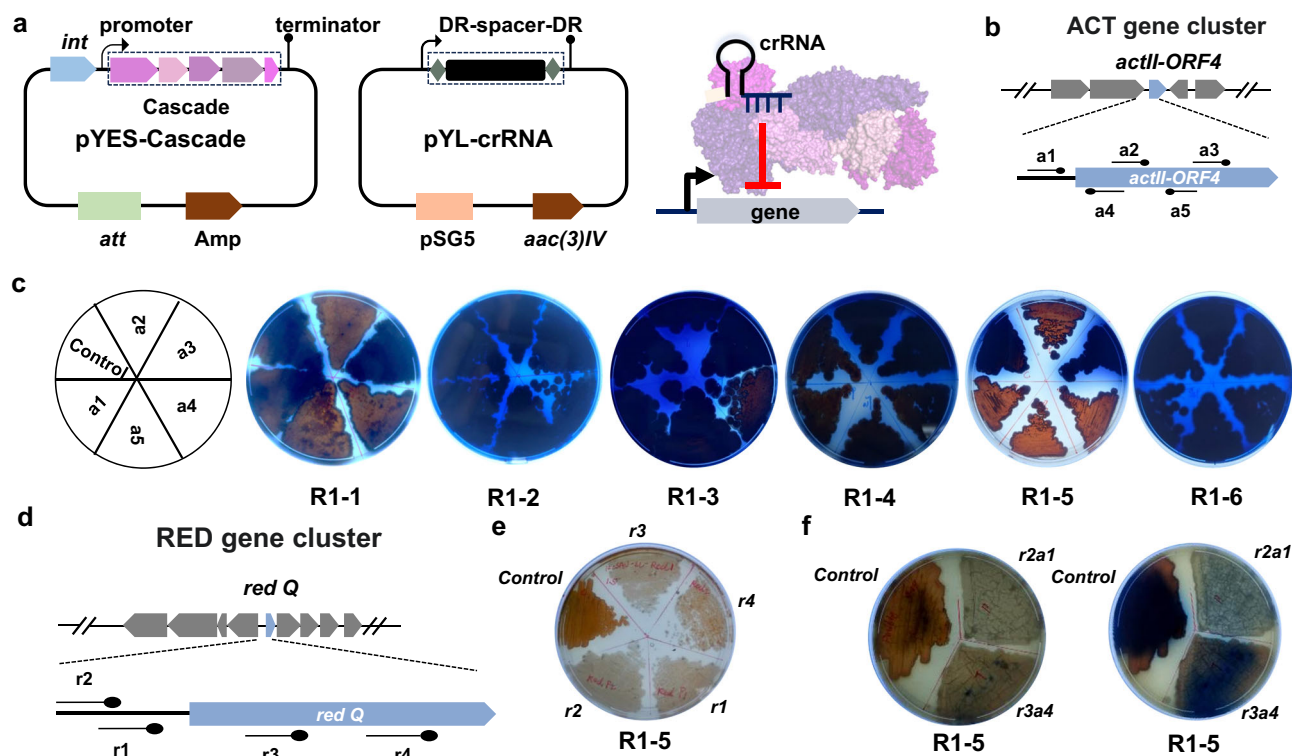 a
int
promoter
terminator
Cascade
pYES-Cascade
att
Amp
DR-spacer-DR
pYL-crRNA
pSG5
aac(3)IV
crRNA
gene
b
ACT gene cluster
actII-ORF4
a1
a2
a3
actII-ORF4
a4
a5
c
Control
a2
a3
a4
a5
a1
R1-1
R1-2
R1-3
R1-4
R1-5
R1-6
d
RED gene cluster
red Q
r2
red Q
r1
r3
r4
e
r3
Control
r4
r2
r1
R1-5
f
Control
r2a1
r3a4
R1-5
Control
r2a1
r3a4
R1-5